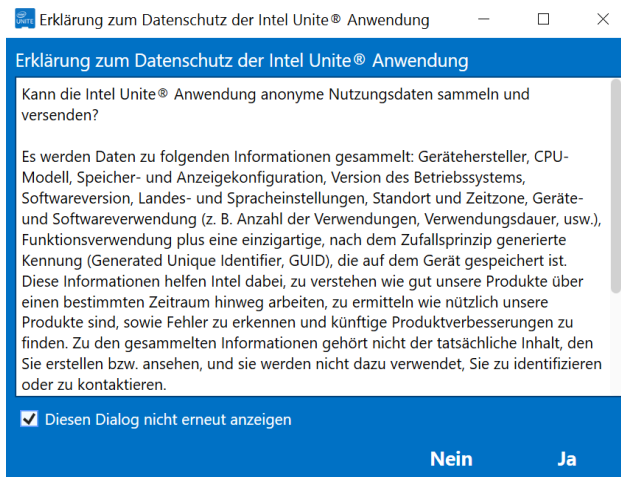 UNITE
Erklärung zum Datenschutz der Intel Unite® Anwendung
Erklärung zum Datenschutz der Intel Unite® Anwendung
Kann die Intel Unite® Anwendung anonyme Nutzungsdaten sammeln und
versenden?
Es werden Daten zu folgenden Informationen gesammelt: Gerätehersteller, CPU-
Modell, Speicher- und Anzeigekonfiguration, Version des Betriebssystems,
Softwareversion, Landes- und Spracheinstellungen, Standort und Zeitzone, Geräte-
und Softwareverwendung (z. B. Anzahl der Verwendungen, Verwendungsdauer, usw.),
Funktionsverwendung plus eine einzigartige, nach dem Zufallsprinzip generierte
Kennung (Generated Unique Identifier, GUID), die auf dem Gerät gespeichert ist.
Diese Informationen helfen Intel dabei, zu verstehen wie gut unsere Produkte über
einen bestimmten Zeitraum hinweg arbeiten, zu ermitteln wie nützlich unsere
Produkte sind, sowie Fehler zu erkennen und künftige Produktverbesserungen zu
finden. Zu den gesammelten Informationen gehört nicht der tatsächliche Inhalt, den
Sie erstellen bzw. ansehen, und sie werden nicht dazu verwendet, Sie zu identifizieren
oder zu kontaktieren.
Diesen Dialog nicht erneut anzeigen
Nein Ja